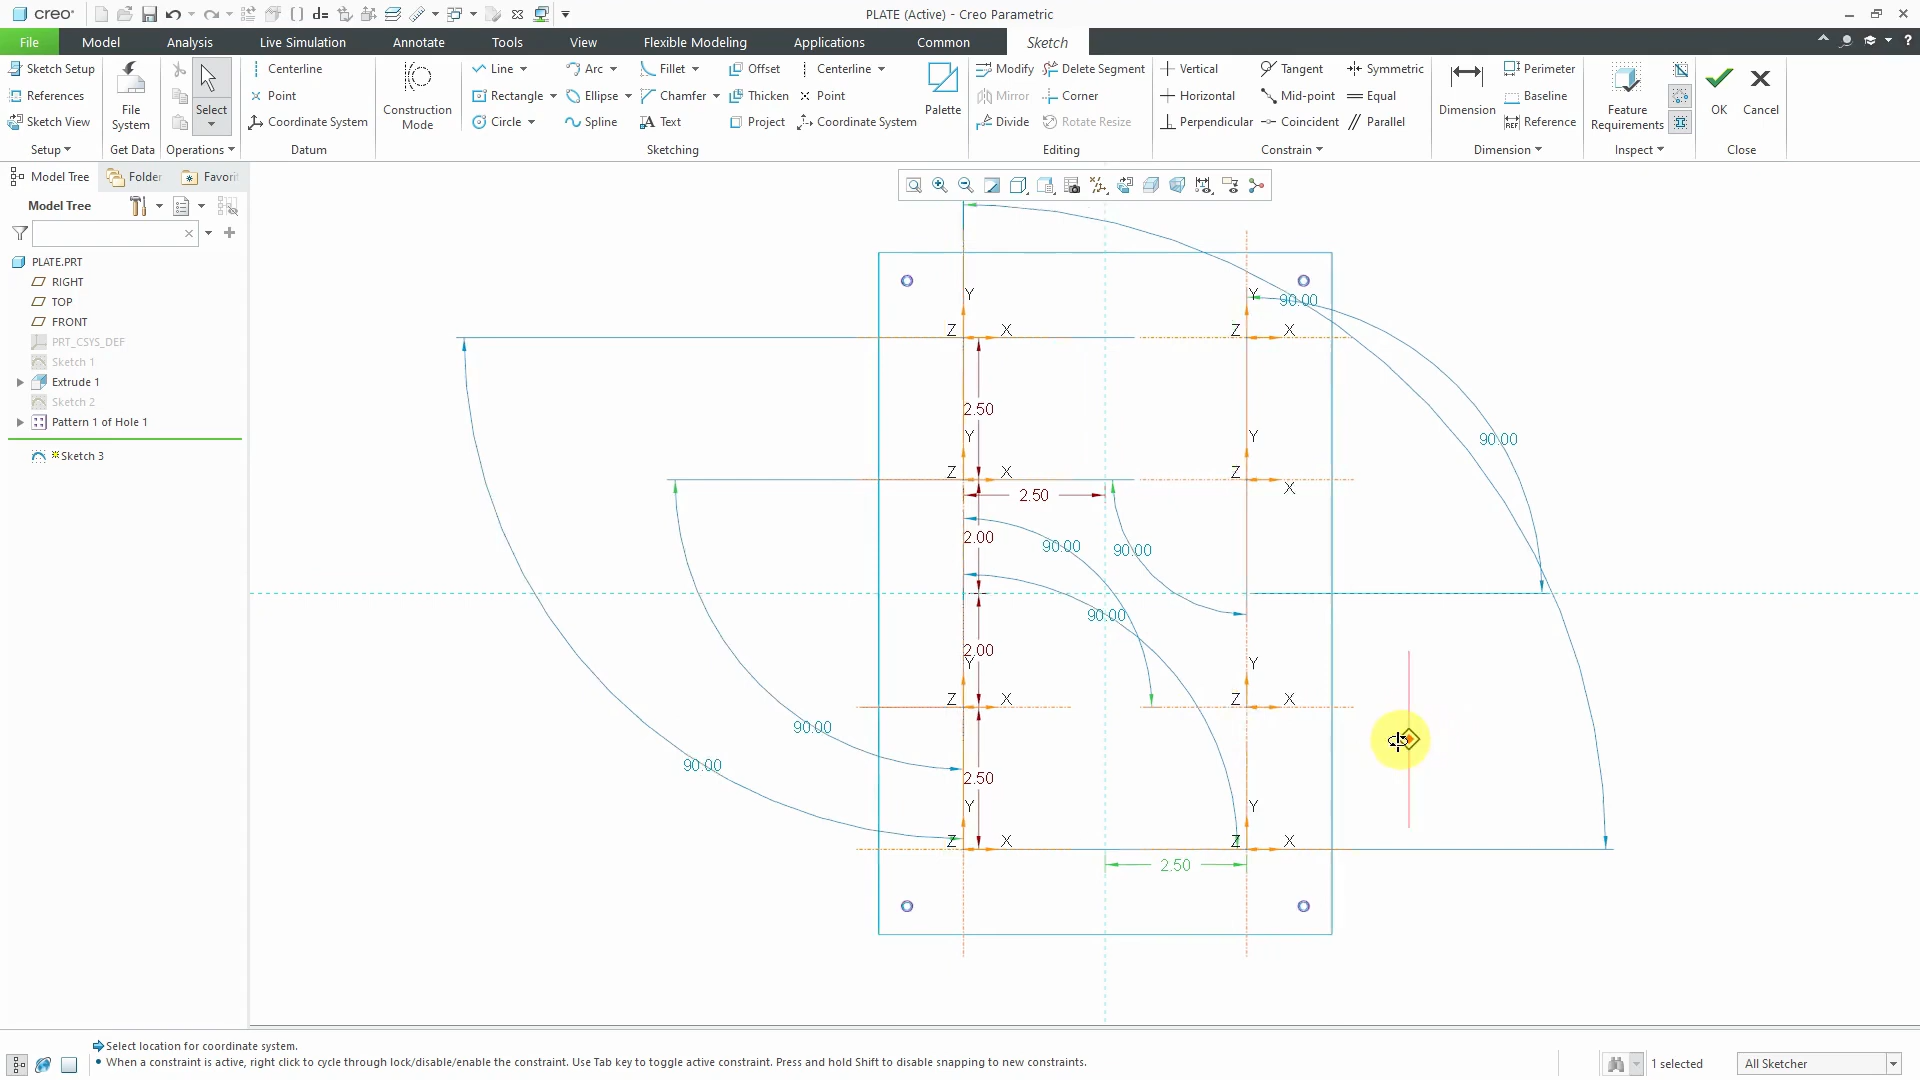 creo
PLATE (Active) - Creo Parametric
File Model Analysis Live Simulation Annotate Tools View Flexible Modeling Applications Common Sketch
Sketch Setup
References
Sketch View
Setup
File System
Get Data
Select
Operations
Centerline
Point
Coordinate System
Datum
Construction Mode
Line Arc Fillet Offset Centerline
Rectangle Ellipse Chamfer Thicken Point
Circle Spline Text Project Coordinate System
Palette
Sketching
Modify Delete Segment
Mirror Corner
Divide Rotate Resize
Editing
Vertical Tangent Symmetric
Horizontal Mid-point Equal
Perpendicular Coincident Parallel
Constrain
Dimension
Perimeter
Baseline
Reference
Dimension
Feature Requirements
Inspect
OK
Cancel
Close
Model Tree Folder Favori
Model Tree
PLATE.PRT
RIGHT
TOP
FRONT
PRT_CSYS_DEF
Sketch 1
Extrude 1
Sketch 2
Pattern 1 of Hole 1
Sketch 3
Y Y 90.00
Z X Z X
2.50
90.00
Y Y
Z X Z X
2.50
2.00
90.00 90.00
90.00
2.00
Y Y
Z X Z X
90.00
90.00
2.50
Y Y
Z X Z X
2.50
Select location for coordinate system.
When a constraint is active, right click to cycle through lock/disable/enable the constraint. Use Tab key to toggle active constraint. Press and hold Shift to disable snapping to new constraints.
1 selected
All Sketcher